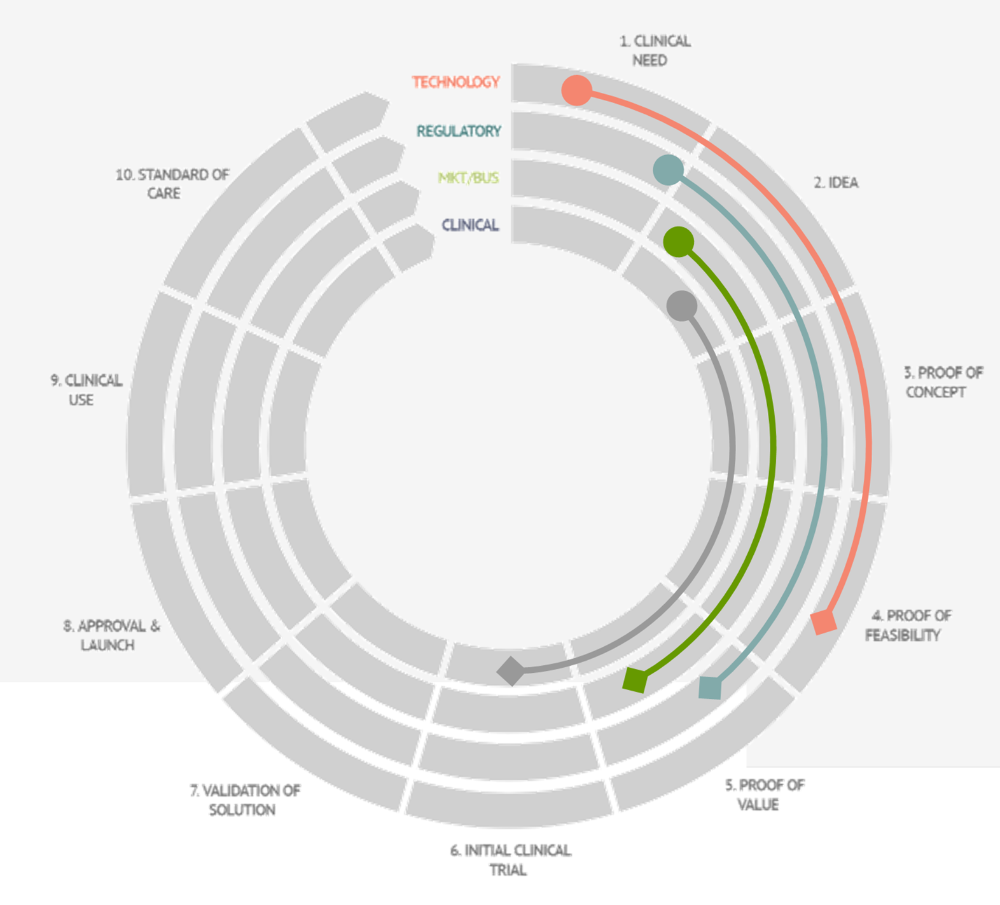 1. CLINICAL
NEED
TECHNOLOGY
REGULATORY
MKT/BUS
CLINICAL
2. IDEA
3. PROOF OF
CONCEPT
4. PROOF OF
FEASIBILITY
5. PROOF OF
VALUE
6. INITIAL CLINICAL
TRIAL
7. VALIDATION OF
SOLUTION
8. APPROVAL &
LAUNCH
9. CLINICAL
USE
10. STANDARD OF
CARE